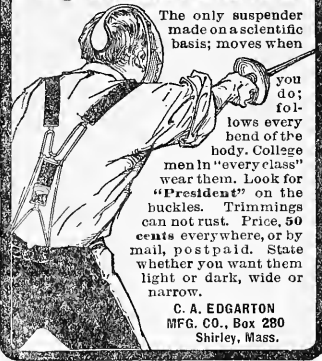 The only suspender
made on a scientific
basis; moves when
you
do;
fol-
lows every
bend of the
body. College
men in "every class"
wear them. Look for
"President" on the
buckles. Trimmings
can not rust. Price, 50
cents everywhere, or by
mail, postpaid. State
whether you want them
light or dark, wide or
narrow.
C. A. EDGARTON
MFG. CO., Box 280
Shirley, Mass.